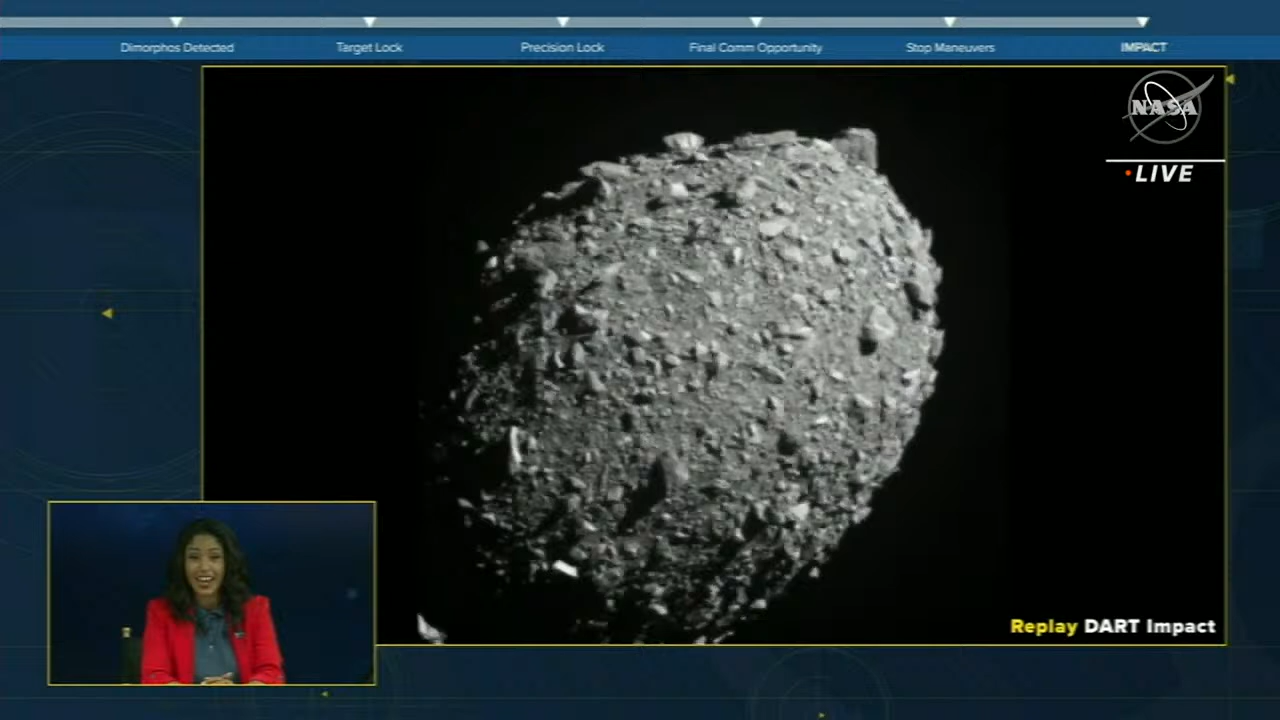 Dimorphos Detected
Target Lock
Precision Lock
Final Comm Opportunity
Stop Maneuvers
IMPACT
NASA
LIVE
Replay DART Impact